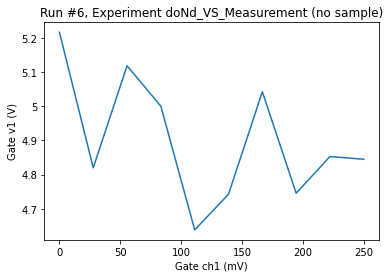 Run #6, Experiment doNd_VS_Measurement (no sample)
Gate v1 (V)
5.2
5.1
5
4.9
4.8
4.7
0 50 100 150 200 250
Gate ch1 (mV)